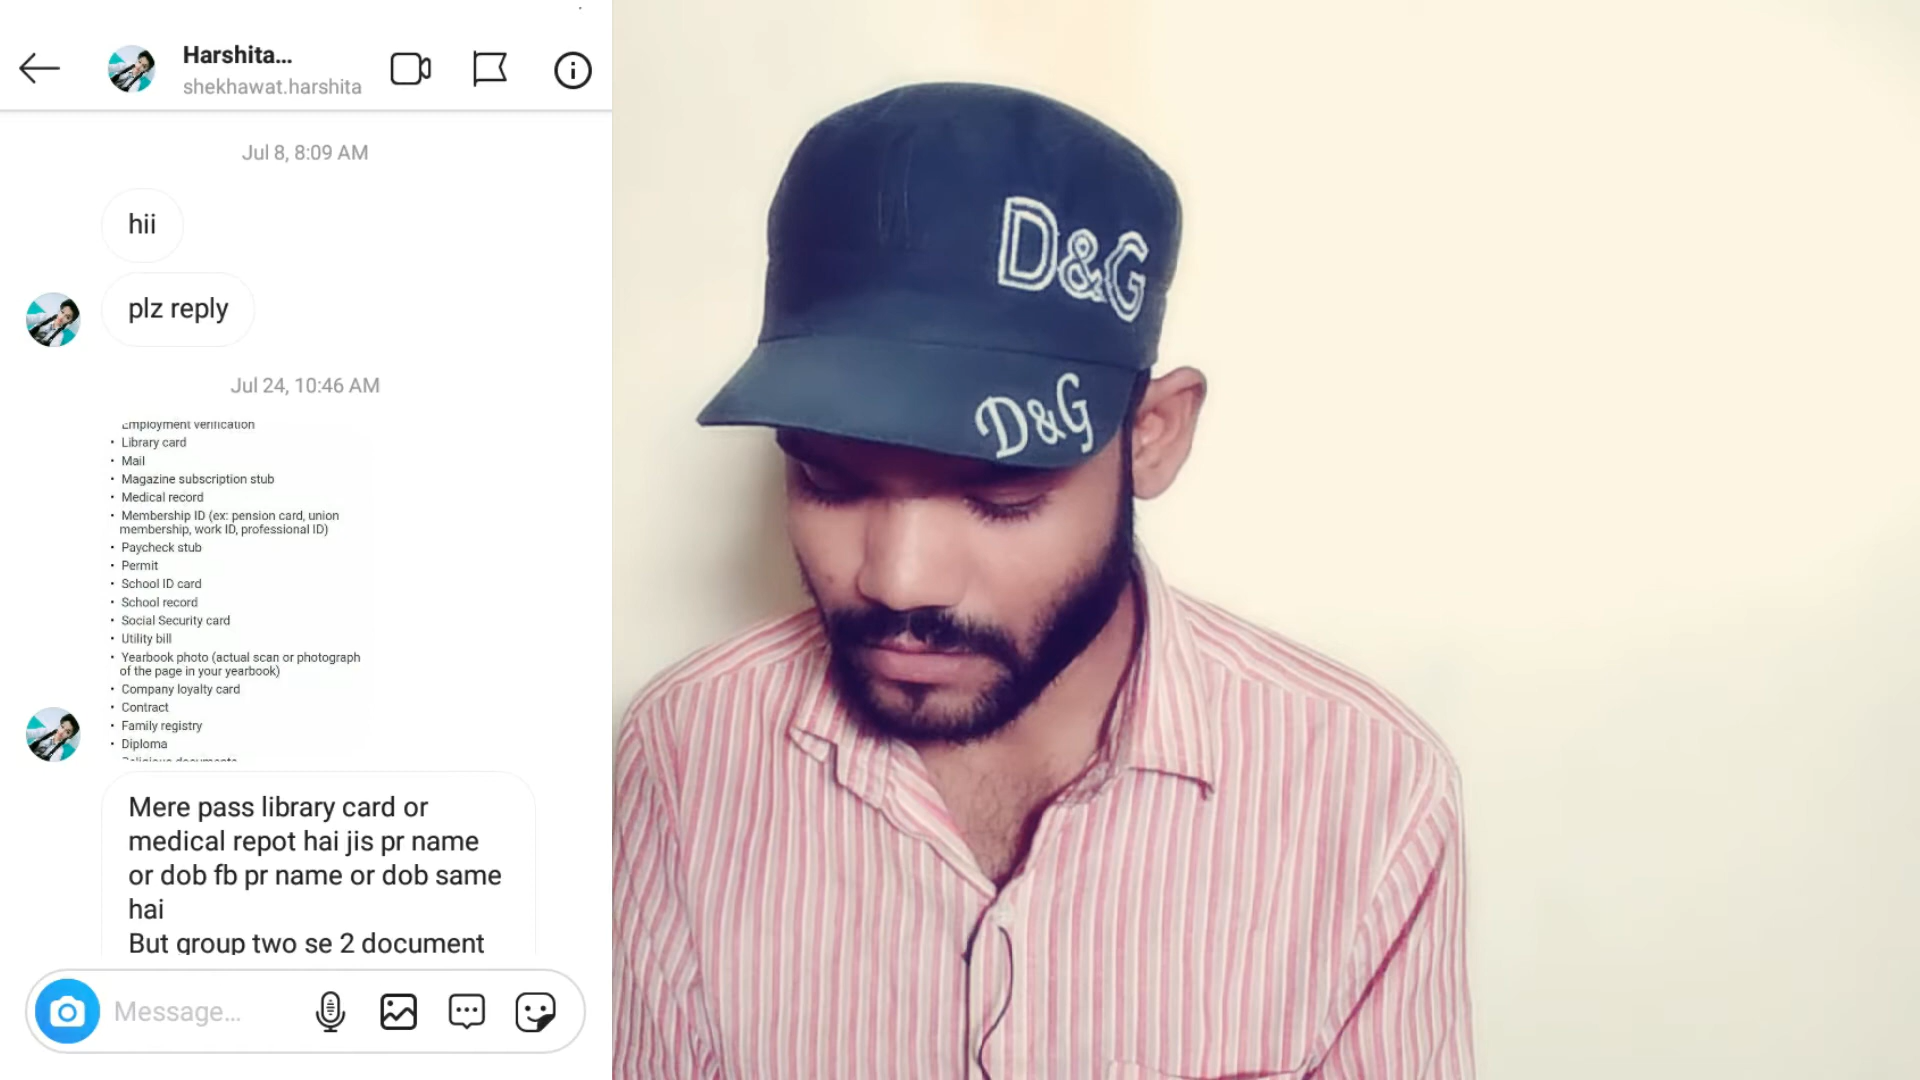 Harshita...
shekhawat.harshita
Jul 8, 8:09 AM
hii
plz reply
Jul 24, 10:46 AM
Employment verification
• Library card
• Mail
• Magazine subscription stub
• Medical record
• Membership ID (ex: pension card, union
membership, work ID, professional ID)
• Paycheck stub
• Permit
• School ID card
• School record
• Social Security card
• Utility bill
• Yearbook photo (actual scan or photograph
of the page in your yearbook)
• Company loyalty card
• Contract
• Family registry
• Diploma
Religious documents
Mere pass library card or
medical repot hai jis pr name
or dob fb pr name or dob same
hai
But group two se 2 document
Message...
D&G
D&G